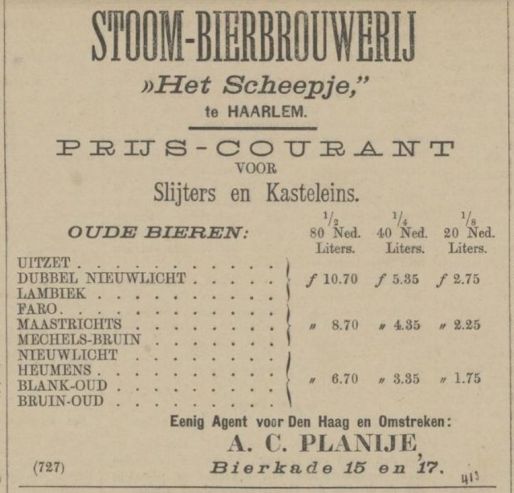 STOOM-BIERBROUWERIJ
»Het Scheepje,”
te HAARLEM.
PRIJS-COURANT
VOOR
Slijters en Kasteleins.
OUDE BIEREN: 1/2 80 Ned. Liters. 1/4 40 Ned. Liters. 1/8 20 Ned. Liters.
UITZET . . . . . . . . . . .
DUBBEL NIEUWLICHT . . . . . ƒ 10.70 ƒ 5.35 ƒ 2.75
LAMBIEK . . . . . . . . . .
FARO. . . . . . . . . . . .
MAASTRICHTS . . . . . . . . „ 8.70 „ 4.35 „ 2.25
MECHELS-BRUIN . . . . . . .
NIEUWLICHT . . . . . . . .
HEUMENS . . . . . . . . . .
BLANK-OUD . . . . . . . . . „ 6.70 „ 3.35 „ 1.75
BRUIN-OUD . . . . . . . . .
Eenig Agent voor Den Haag en Omstreken:
A. C. PLANIJE,
(727) Bierkade 15 en 17.
413